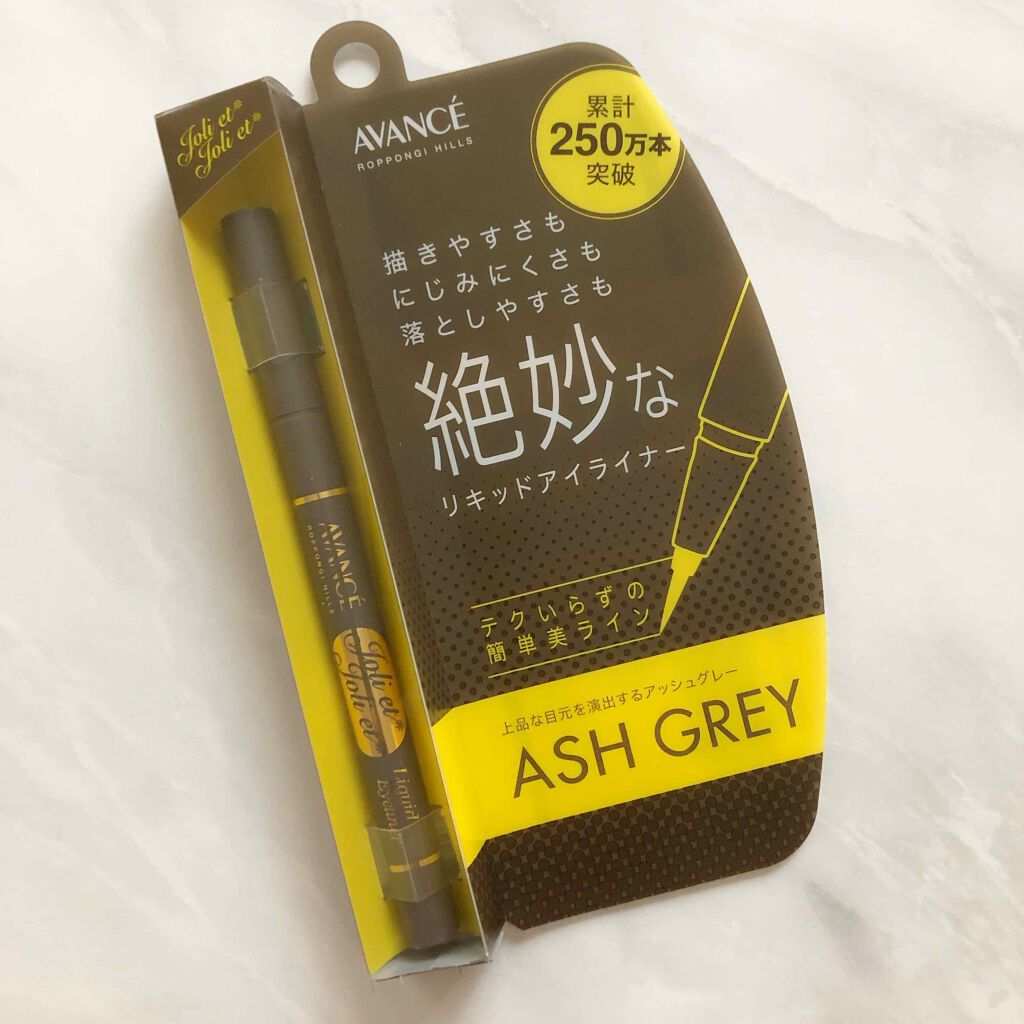 Joli et
Joli et
AVANCÉ
ROPPONGI HILLS
累計
250万本
突破
描きやすさも
にじみにくさも
落としやすさも
絶妙な
リキッドアイライナー
テクいらずの
簡単美ライン
上品な目元を演出するアッシュグレー
ASH GREY
AVANCÉ
ROPPONGI HILLS
Joli et
Joli et
Liquid
Eyeliner